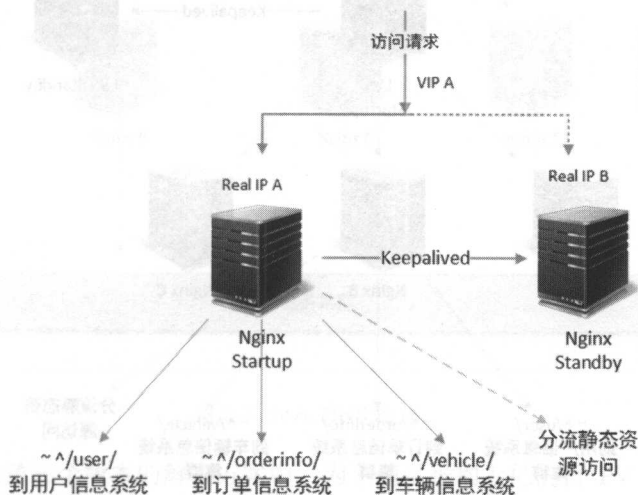 访问请求
VIP A
Real IP A
Real IP B
Keepalived
Nginx
Startup
Nginx
Standby
~ ^/user/
到用户信息系统
~ ^/orderinfo/
到订单信息系统
~ ^/vehicle/
到车辆信息系统
分流静态资
源访问